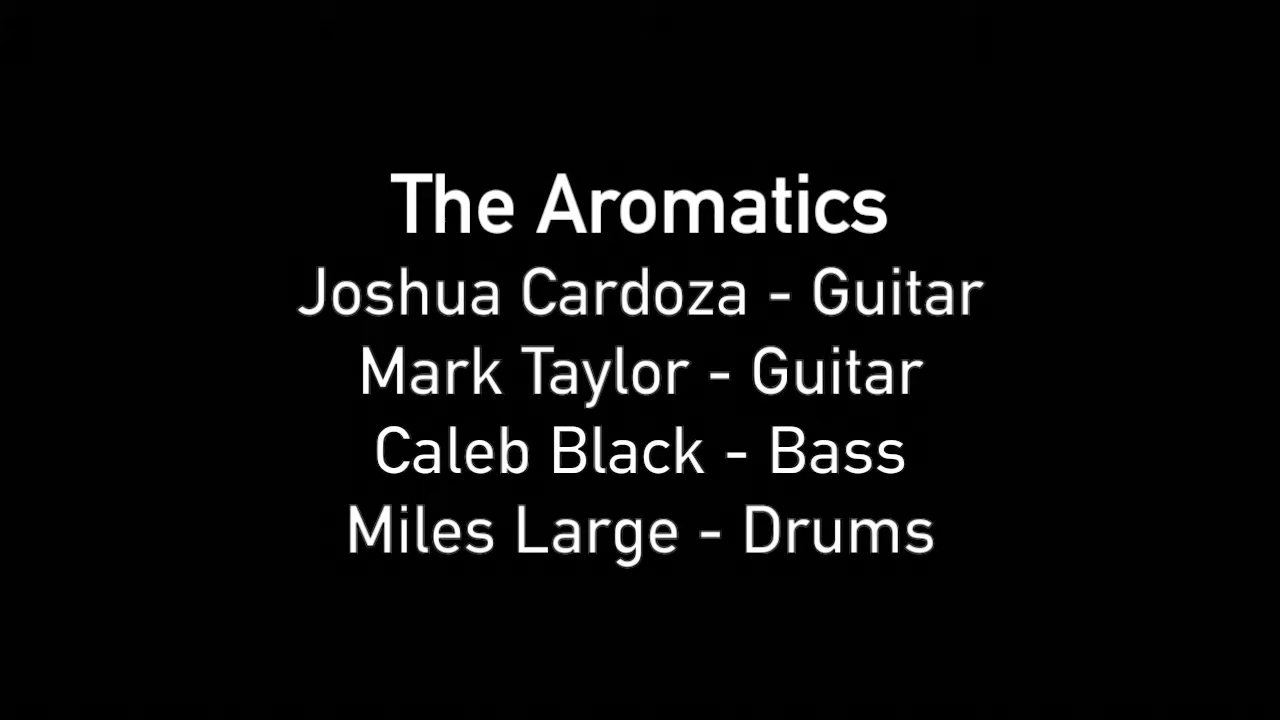 The Aromatics
Joshua Cardoza - Guitar
Mark Taylor - Guitar
Caleb Black - Bass
Miles Large - Drums